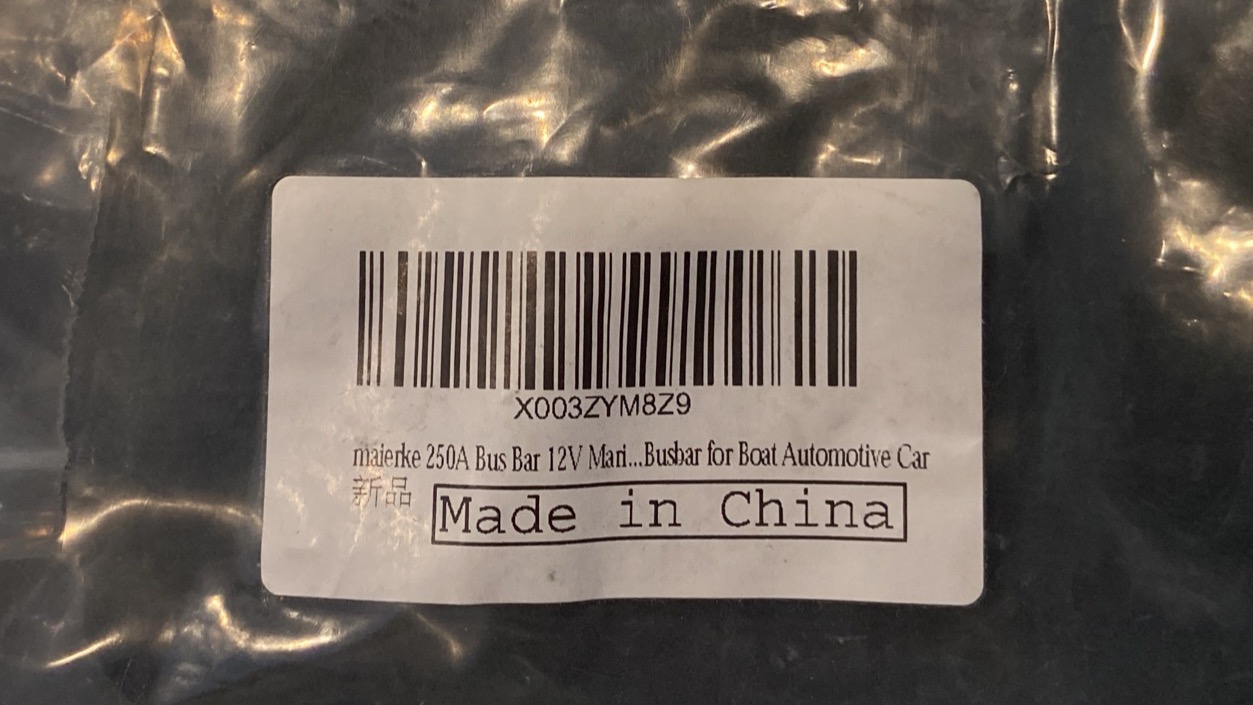 X003ZYM8Z9
maierke 250A Bus Bar 12V Mari...Busbar for Boat Automotive Car
新品
Made in China